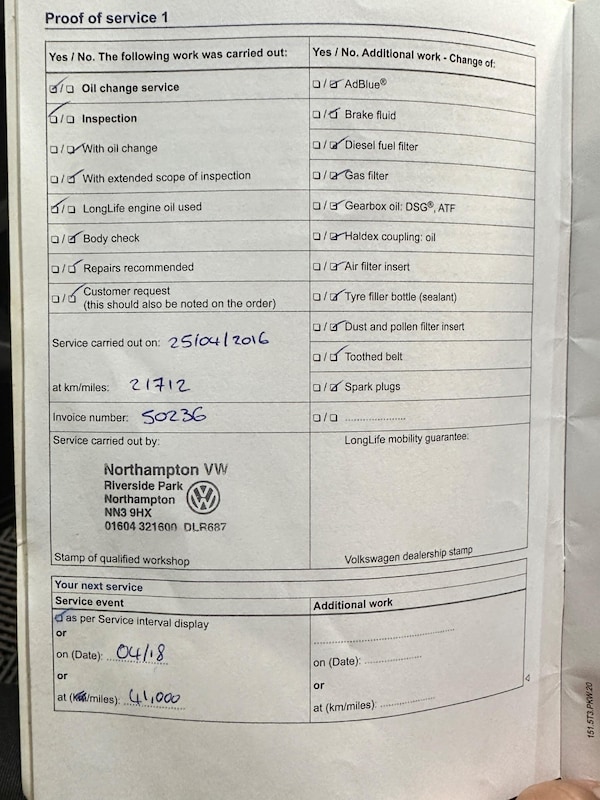 Proof of service 1
Yes / No. The following work was carried out:
☑/☐ Oil change service
☑/☐ Inspection
☐/☑ With oil change
☐/☑ With extended scope of inspection
☑/☐ LongLife engine oil used
☐/☑ Body check
☐/☑ Repairs recommended
☐/☑ Customer request
(this should also be noted on the order)
Service carried out on: 25/04/2016
at km/miles: 21712
Invoice number: 50236
Service carried out by:
Northampton VW
Riverside Park
Northampton
NN3 9HX
01604 321600 DLR687
Stamp of qualified workshop
Yes / No. Additional work - Change of:
☐/☑ AdBlue®
☐/☑ Brake fluid
☐/☑ Diesel fuel filter
☐/☑ Gas filter
☐/☑ Gearbox oil: DSG®, ATF
☐/☑ Haldex coupling: oil
☐/☑ Air filter insert
☐/☑ Tyre filler bottle (sealant)
☐/☑ Dust and pollen filter insert
☐/☑ Toothed belt
☐/☑ Spark plugs
☐/☐ ....................
LongLife mobility guarantee:
Volkswagen dealership stamp
Your next service
Service event
☑ as per Service interval display
or
on (Date): 04/18
or
at (km/miles): 41,000
Additional work
..............................................
on (Date): ..................
or
at (km/miles): ..................
151.5T3.PKW.20